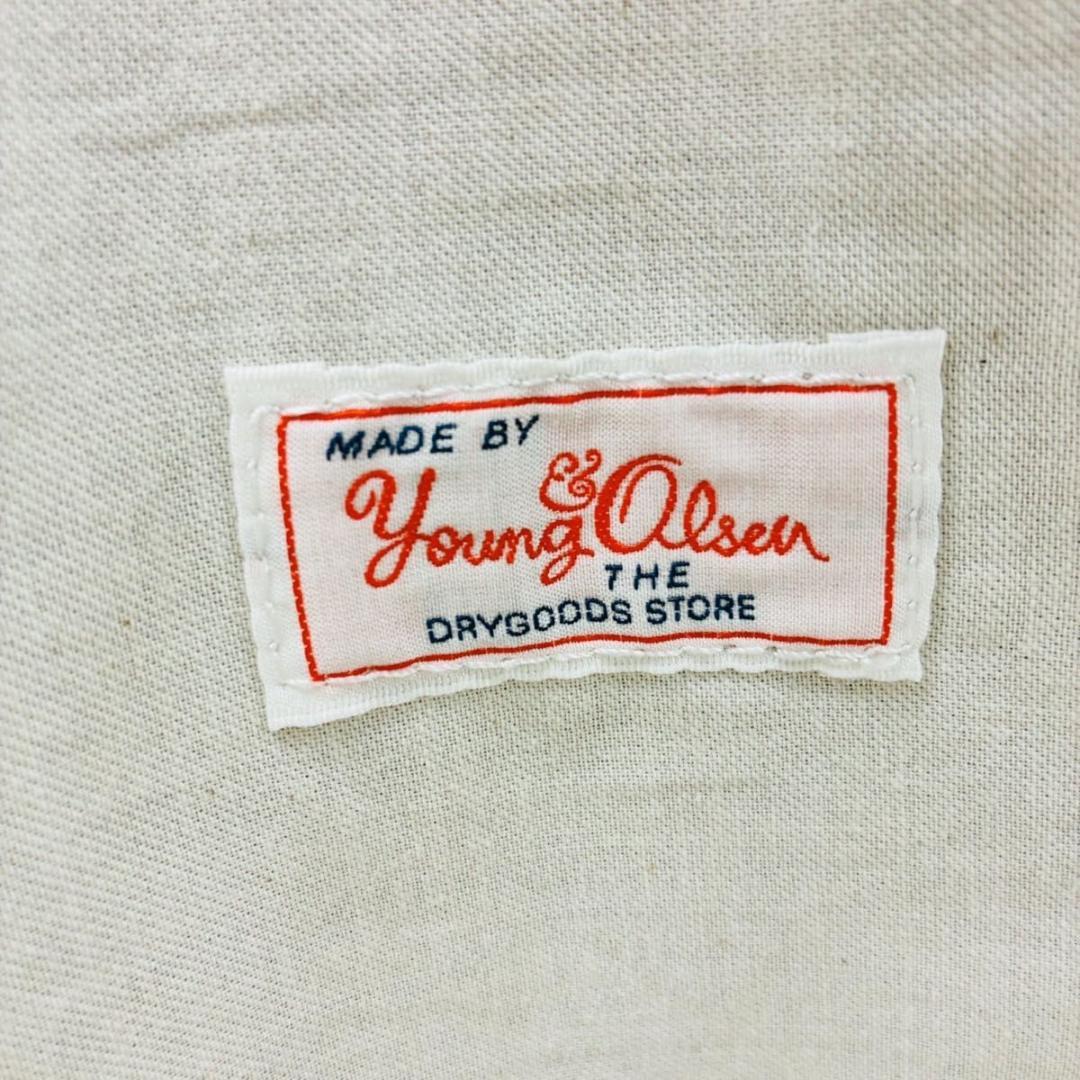 MADE BY
Young & Olsen
THE
DRYGOODS STORE